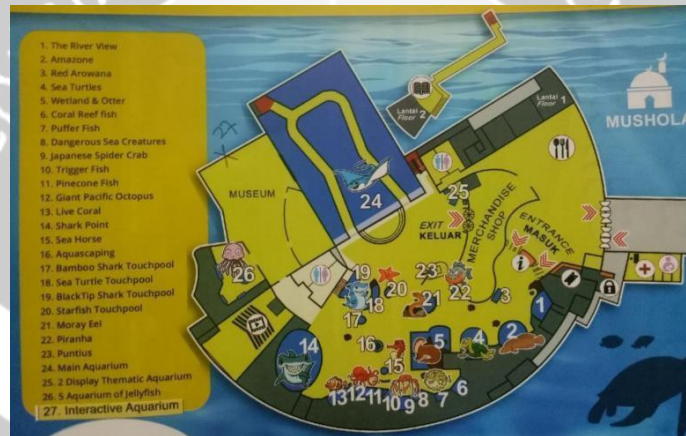 1. The River View
2. Amazone
3. Red Arowana
4. Sea Turtles
5. Wetland & Otter
6. Coral Reef fish
7. Puffer Fish
8. Dangerous Sea Creatures
9. Japanese Spider Crab
10. Trigger Fish
11. Pinecone Fish
12. Giant Pacific Octopus
13. Live Coral
14. Shark Point
15. Sea Horse
16. Aquascaping
17. Bamboo Shark Touchpool
18. Sea Turtle Touchpool
19. BlackTip Shark Touchpool
20. Starfish Touchpool
21. Moray Eel
22. Piranha
23. Puntius
24. Main Aquarium
25. 2 Display Thematic Aquarium
26. 5 Aquarium of Jellyfish
27. Interactive Aquarium
x 27
Lantai
Floor 2
Lantai
Floor 1
MUSHOLA
MUSEUM
24
25
EXIT
KELUAR
MERCHANDISE
SHOP
ENTRANCE
MASUK
i
26
19
18
20
17
23
22
21
3
1
16
15
14
5
4
2
13
12
11
10
9
8
7
6